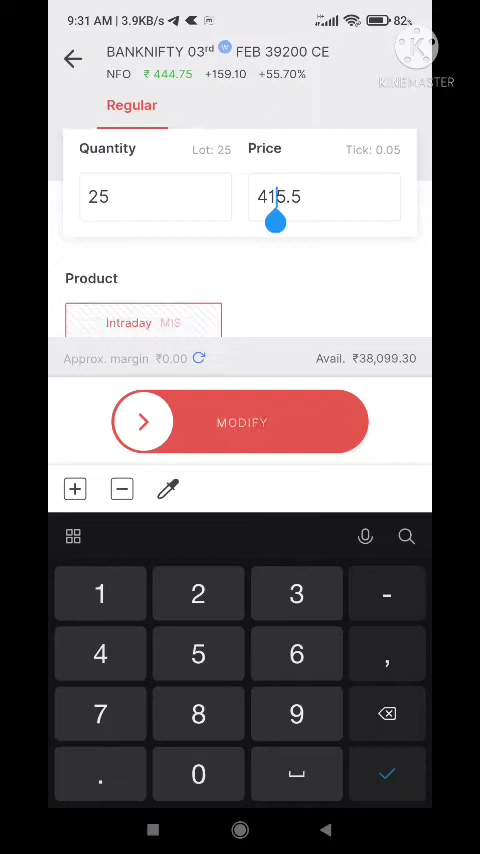 9:31 AM | 3.9KB/s
82%
BANKNIFTY 03rd W FEB 39200 CE
NFO ₹ 444.75 +159.10 +55.70%
KINEMASTER
Regular
Quantity Lot: 25 Price Tick: 0.05
25 415.5
Product
Intraday MIS
Approx. margin ₹0.00 Avail. ₹38,099.30
MODIFY
1 2 3 -
4 5 6 ,
7 8 9
. 0